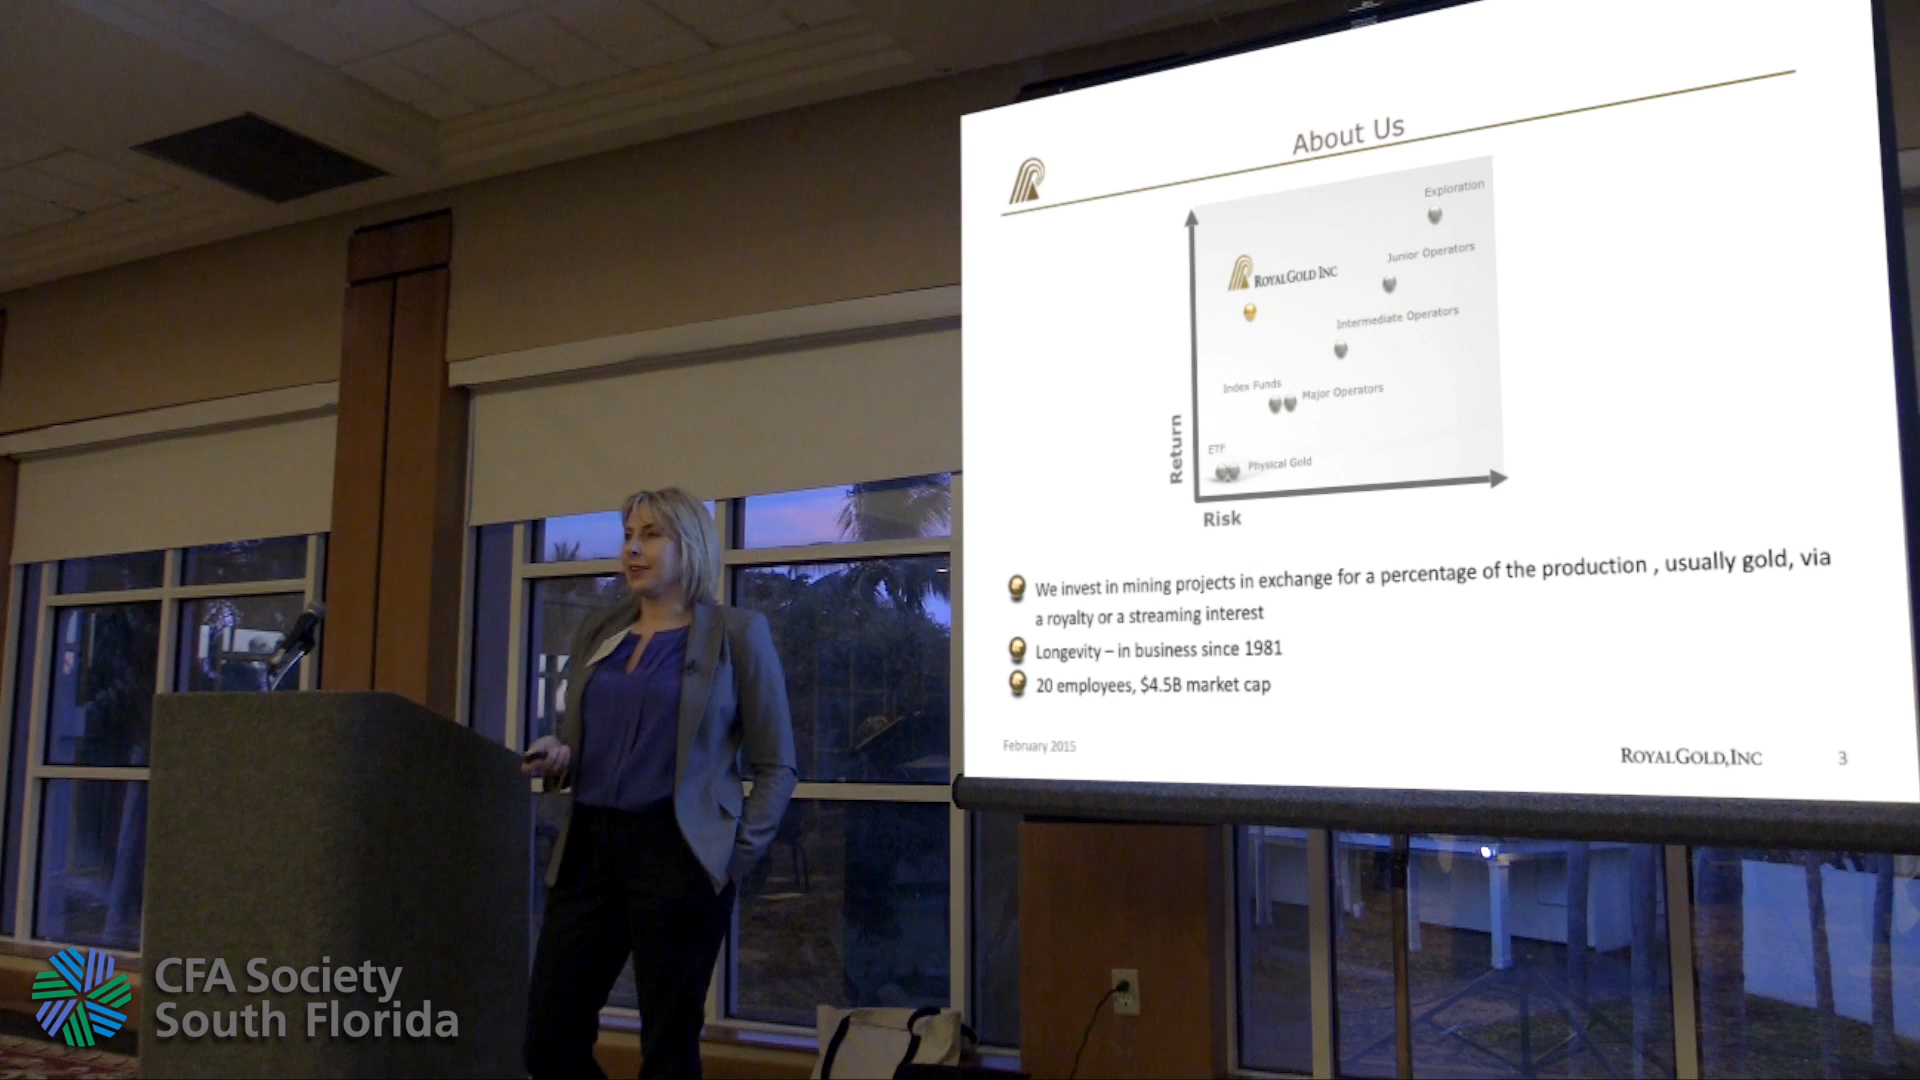 About Us
Exploration
Junior Operators
ROYAL GOLD INC
Intermediate Operators
Index Funds
Major Operators
ETF
Physical Gold
Return
Risk
We invest in mining projects in exchange for a percentage of the production , usually gold, via
a royalty or a streaming interest
Longevity – in business since 1981
20 employees, $4.5B market cap
February 2015
ROYAL GOLD, INC
3
CFA Society
South Florida